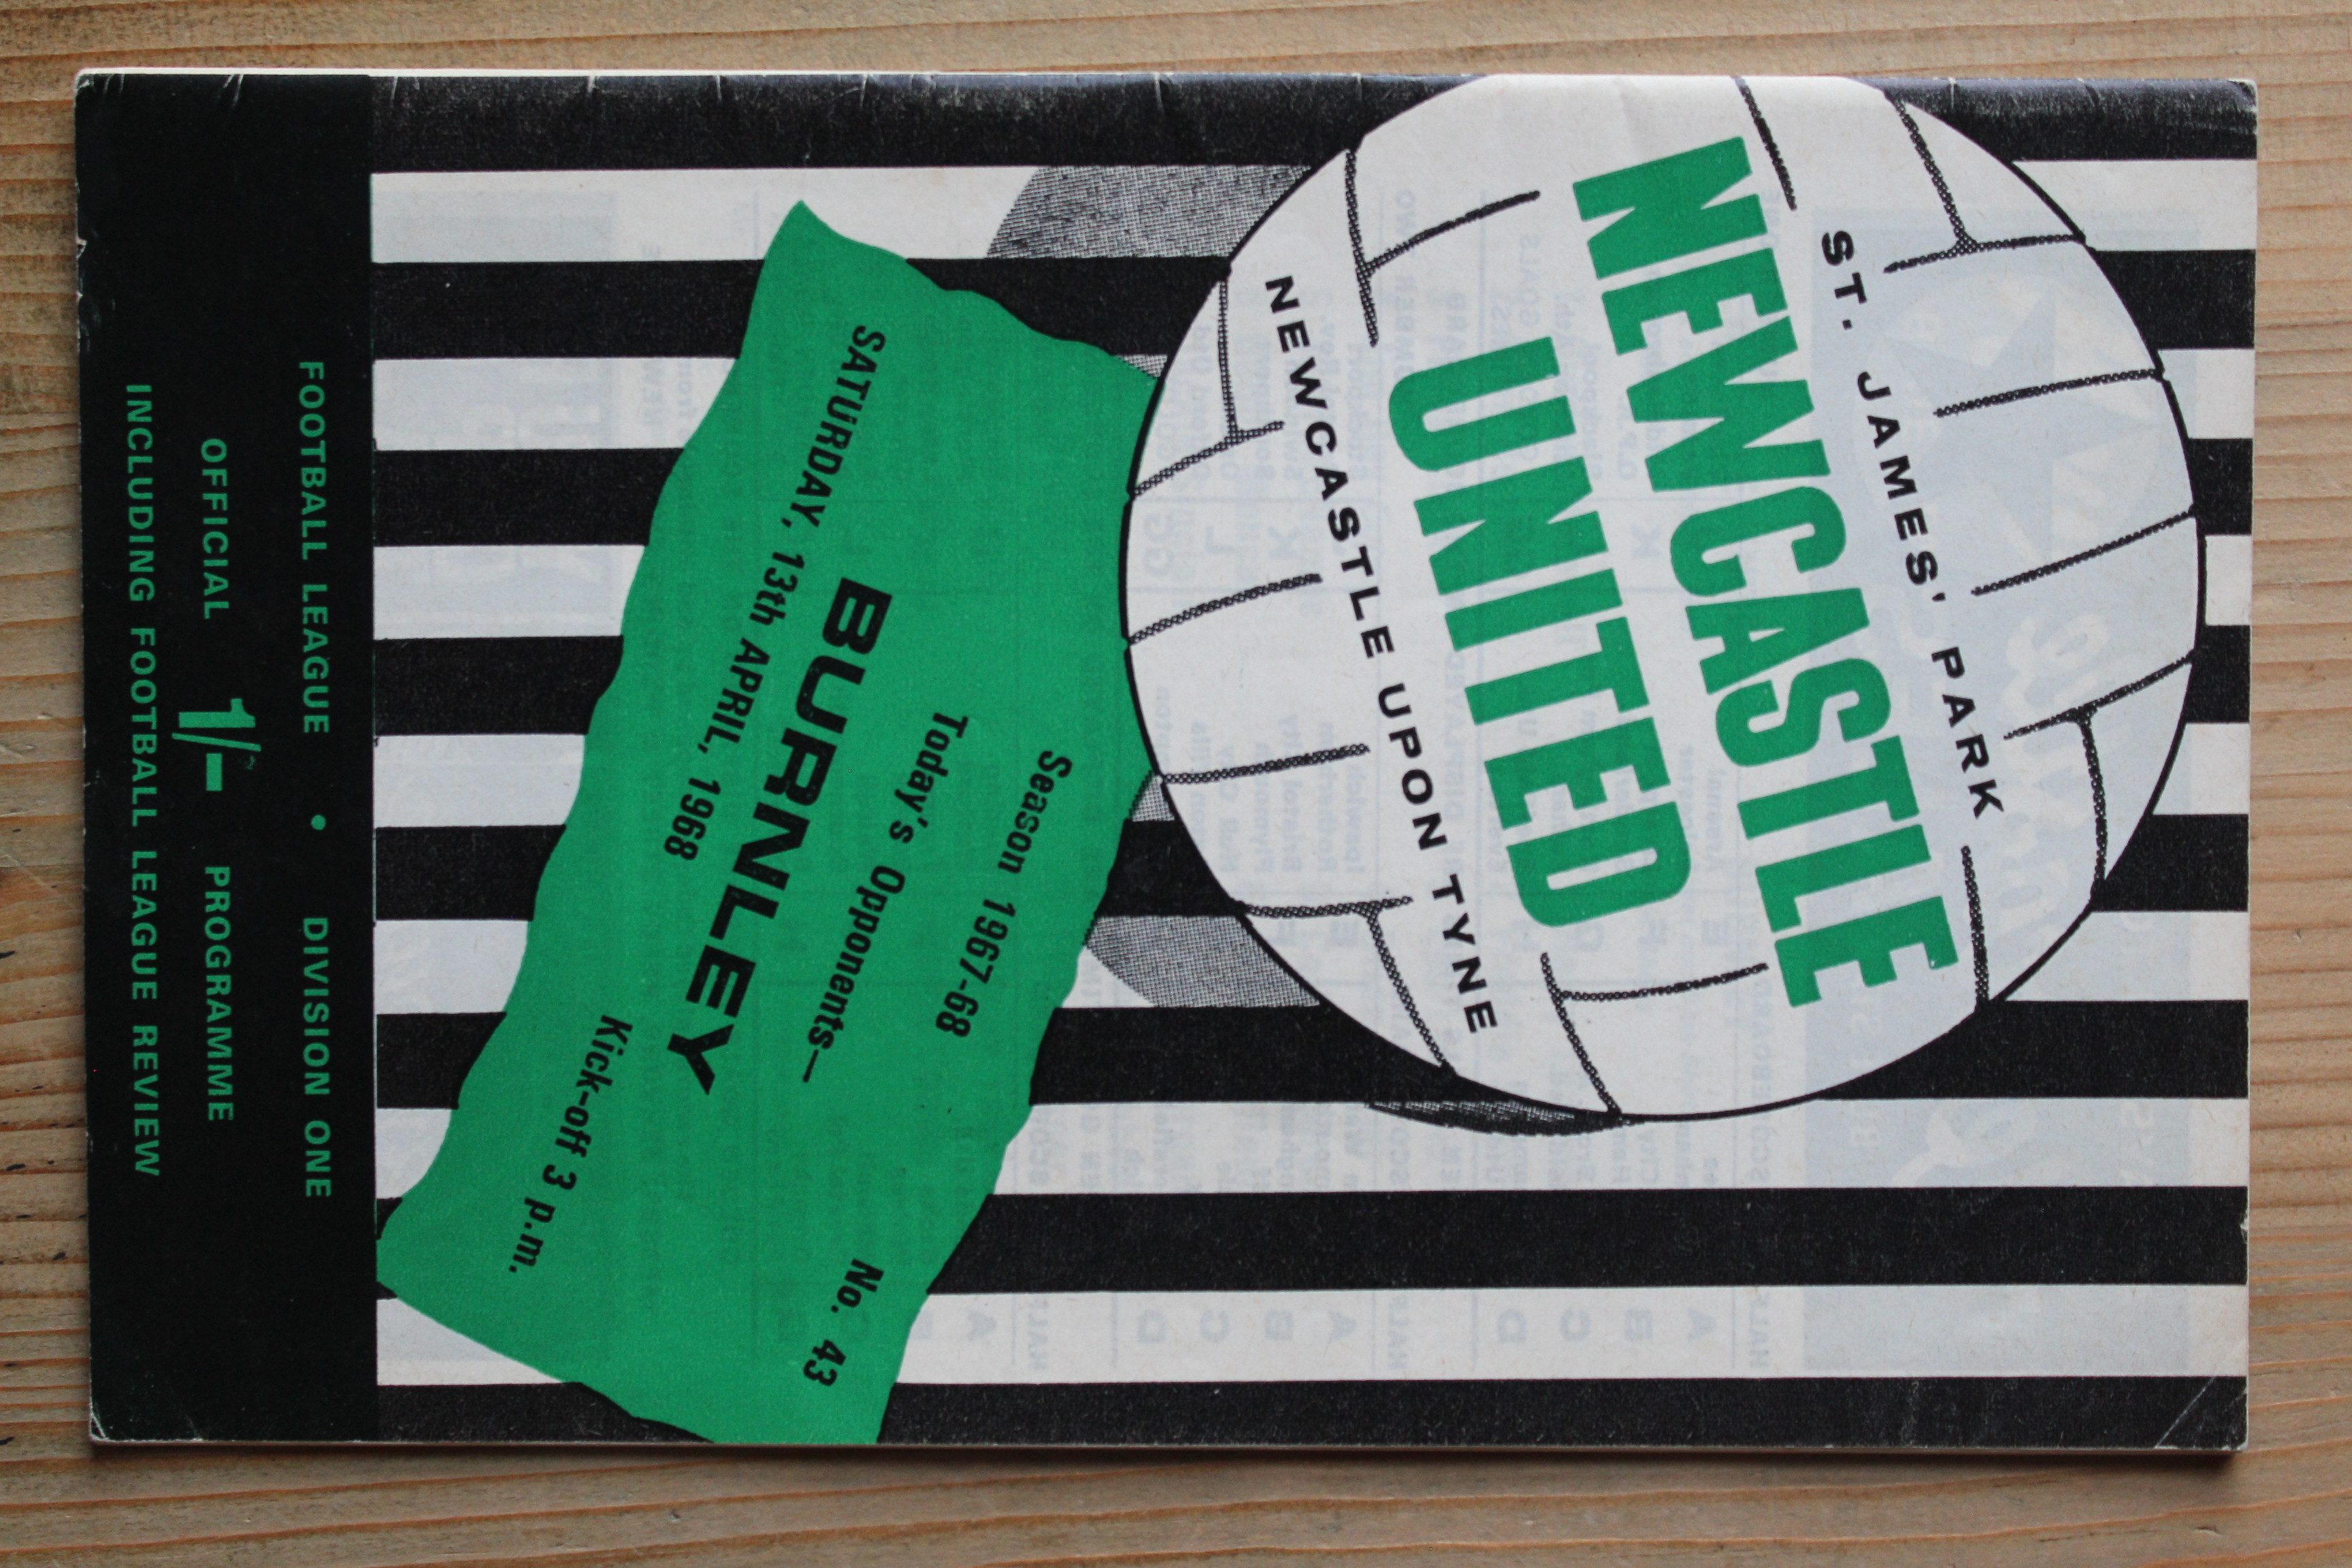 ST. JAMES' PARK
NEWCASTLE
UNITED
NEWCASTLE UPON TYNE
Season 1967-68
No. 43
Today's Opponents—
BURNLEY
SATURDAY, 13th APRIL, 1968
Kick-off 3 p.m.
FOOTBALL LEAGUE • DIVISION ONE
OFFICIAL 1/- PROGRAMME
INCLUDING FOOTBALL LEAGUE REVIEW